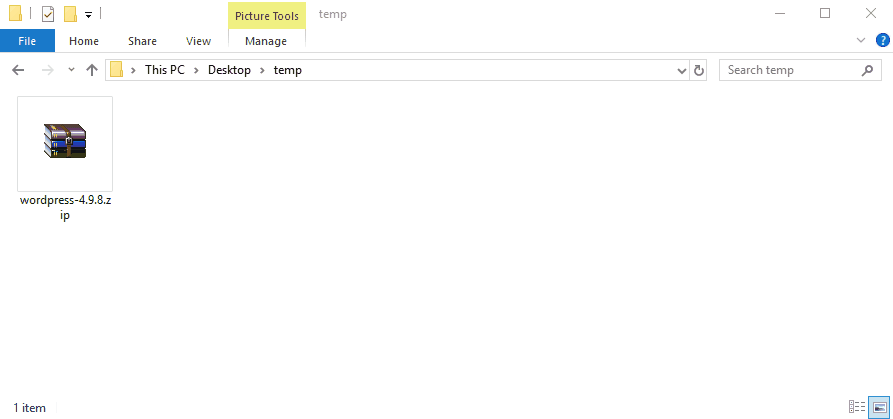 Picture Tools temp
File Home Share View Manage
This PC Desktop temp Search temp
wordpress-4.9.8.z
ip
1 item